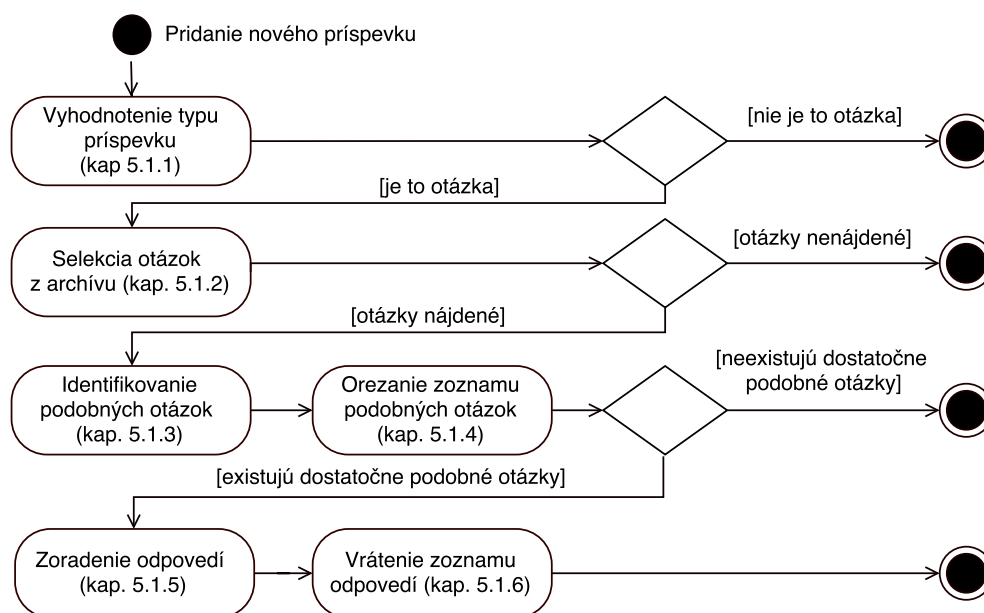 Pridanie nového príspevku
Vyhodnotenie typu
príspevku
(kap 5.1.1)
[nie je to otázka]
[je to otázka]
Selekcia otázok
z archívu (kap. 5.1.2)
[otázky nenájdené]
[otázky nájdené]
Identifikovanie
podobných otázok
(kap. 5.1.3)
Orezanie zoznamu
podobných otázok
(kap. 5.1.4)
[neexistujú dostatočne
podobné otázky]
[existujú dostatočne podobné otázky]
Zoradenie odpovedí
(kap. 5.1.5)
Vrátenie zoznamu
odpovedí (kap. 5.1.6)